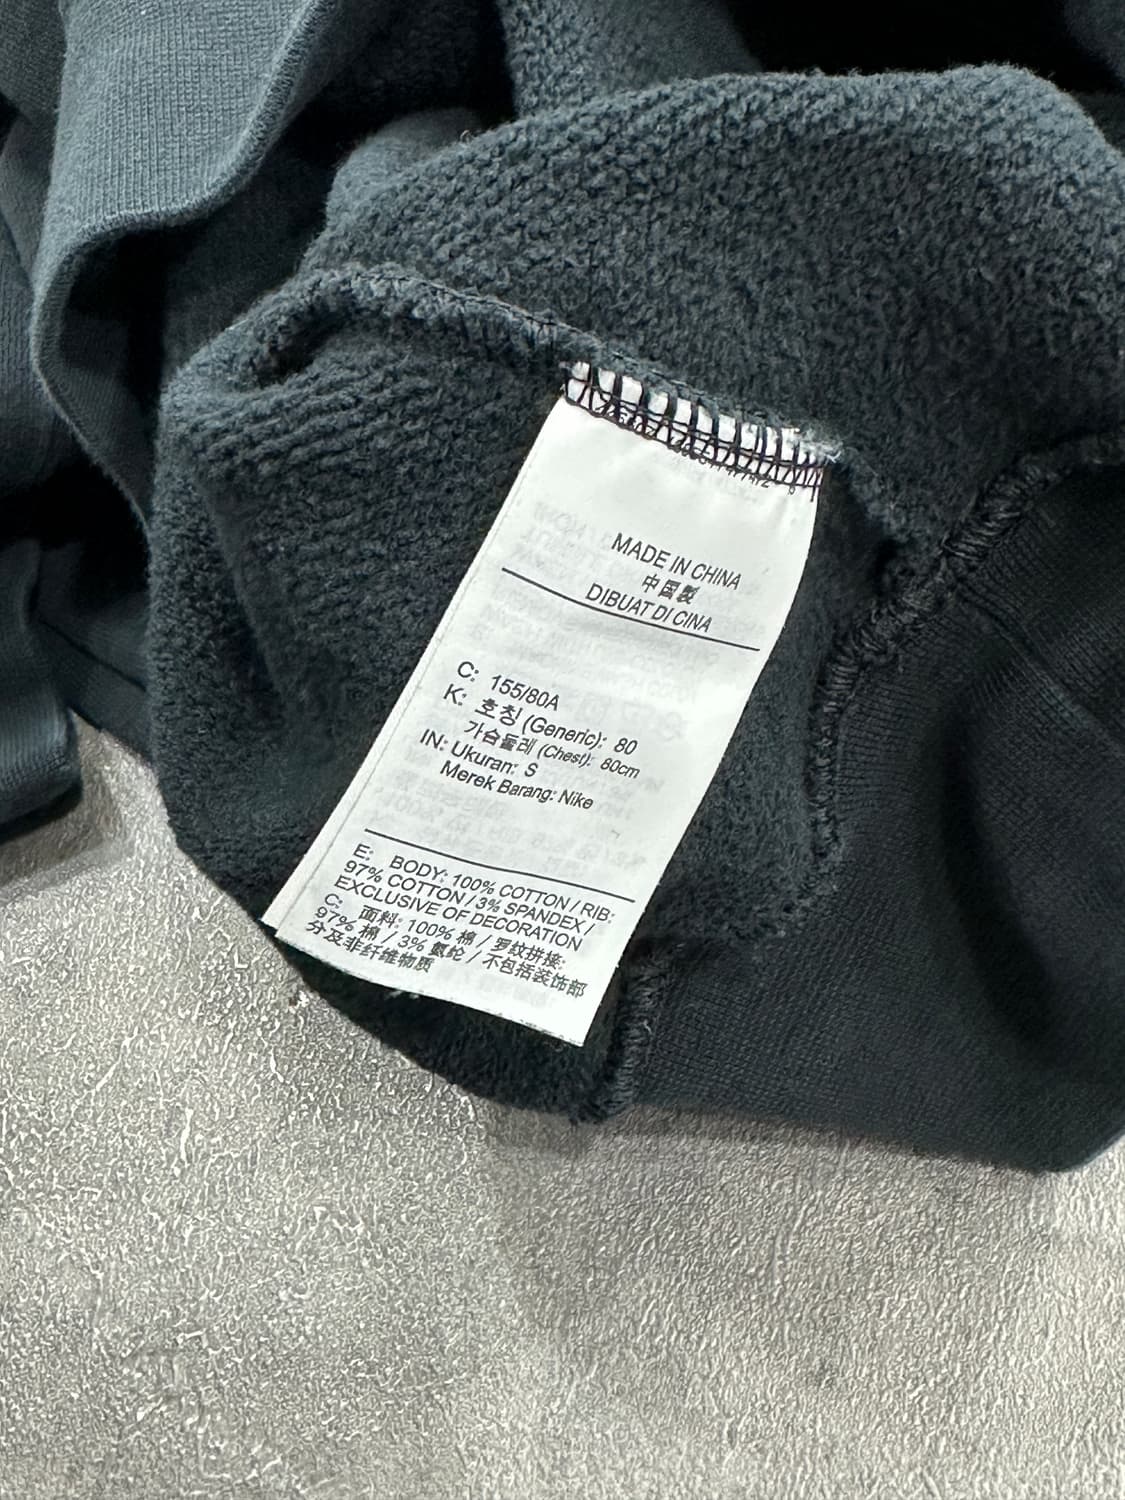 MADE IN CHINA
中国製
DIBUAT DI CINA
C: 155/80A
K: 호칭 (Generic): 80
가슴둘레 (Chest): 80cm
IN: Ukuran: S
Merek Barang: Nike
E: BODY: 100% COTTON / RIB:
97% COTTON / 3% SPANDEX /
EXCLUSIVE OF DECORATION
C: 面料: 100% 棉 / 罗纹拼接:
97% 棉 / 3% 氨纶 / 不包括装饰部
分及非纤维物质